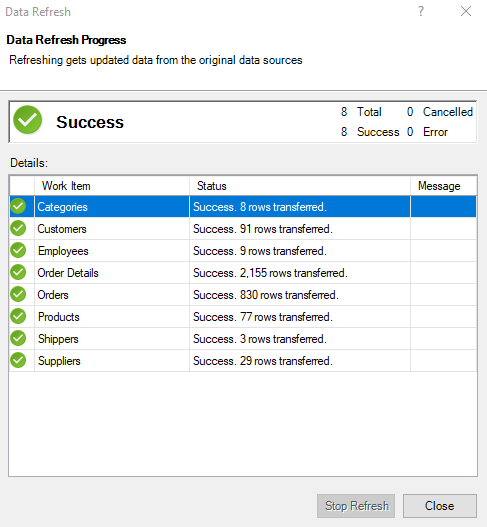 Data Refresh ?
Data Refresh Progress
Refreshing gets updated data from the original data sources
Success
8 Total 0 Cancelled
8 Success 0 Error
Details:
Work Item Status Message
Categories Success. 8 rows transferred.
Customers Success. 91 rows transferred.
Employees Success. 9 rows transferred.
Order Details Success. 2,155 rows transferred.
Orders Success. 830 rows transferred.
Products Success. 77 rows transferred.
Shippers Success. 3 rows transferred.
Suppliers Success. 29 rows transferred.
Stop Refresh Close